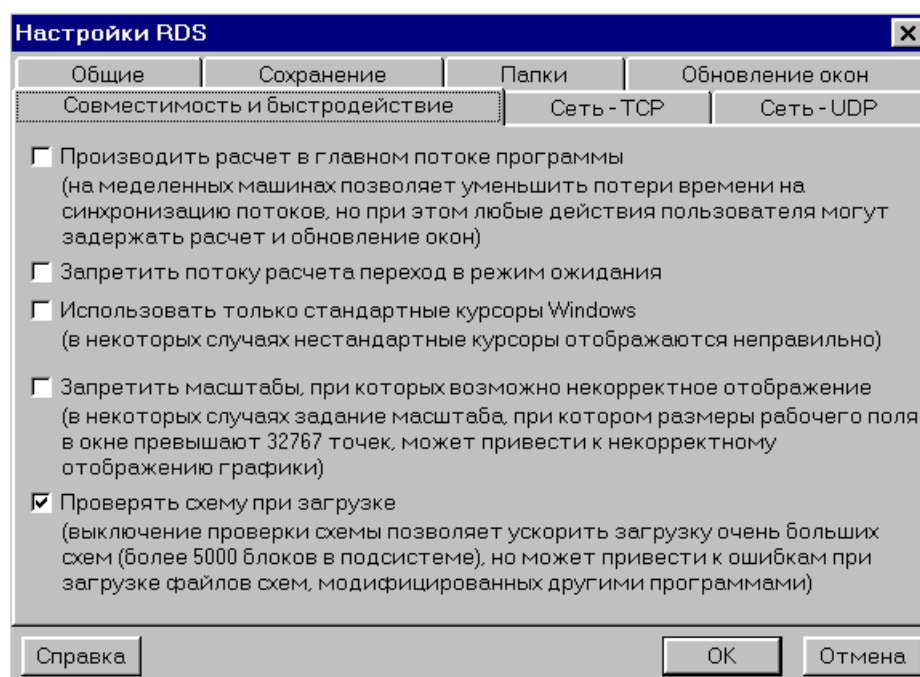 Настройки RDS
Общие
Сохранение
Папки
Обновление окон
Совместимость и быстродействие
Сеть - TCP
Сеть - UDP
Производить расчет в главном потоке программы
(на меделенных машинах позволяет уменьшить потери времени на
синхронизацию потоков, но при этом любые действия пользователя могут
задержать расчет и обновление окон)
Запретить потоку расчета переход в режим ожидания
Использовать только стандартные курсоры Windows
(в некоторых случаях нестандартные курсоры отображаются неправильно)
Запретить масштабы, при которых возможно некорректное отображение
(в некоторых случаях задание масштаба, при котором размеры рабочего поля
в окне превышают 32767 точек, может привести к некорректному
отображению графики)
Проверять схему при загрузке
(выключение проверки схемы позволяет ускорить загрузку очень больших
схем (более 5000 блоков в подсистеме), но может привести к ошибкам при
загрузке файлов схем, модифицированных другими программами)
Справка
OK
Отмена